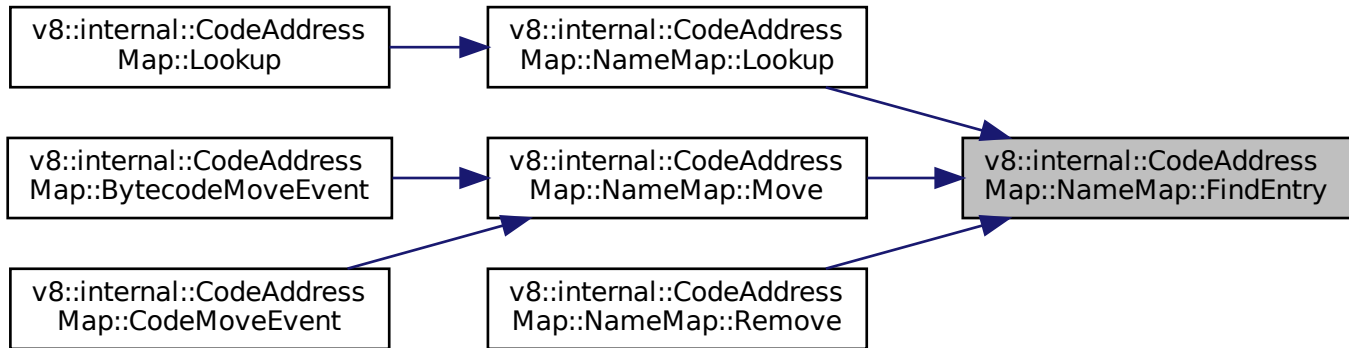 v8::internal::CodeAddress
Map::Lookup
v8::internal::CodeAddress
Map::NameMap::Lookup
v8::internal::CodeAddress
Map::BytecodeMoveEvent
v8::internal::CodeAddress
Map::NameMap::Move
v8::internal::CodeAddress
Map::NameMap::FindEntry
v8::internal::CodeAddress
Map::CodeMoveEvent
v8::internal::CodeAddress
Map::NameMap::Remove